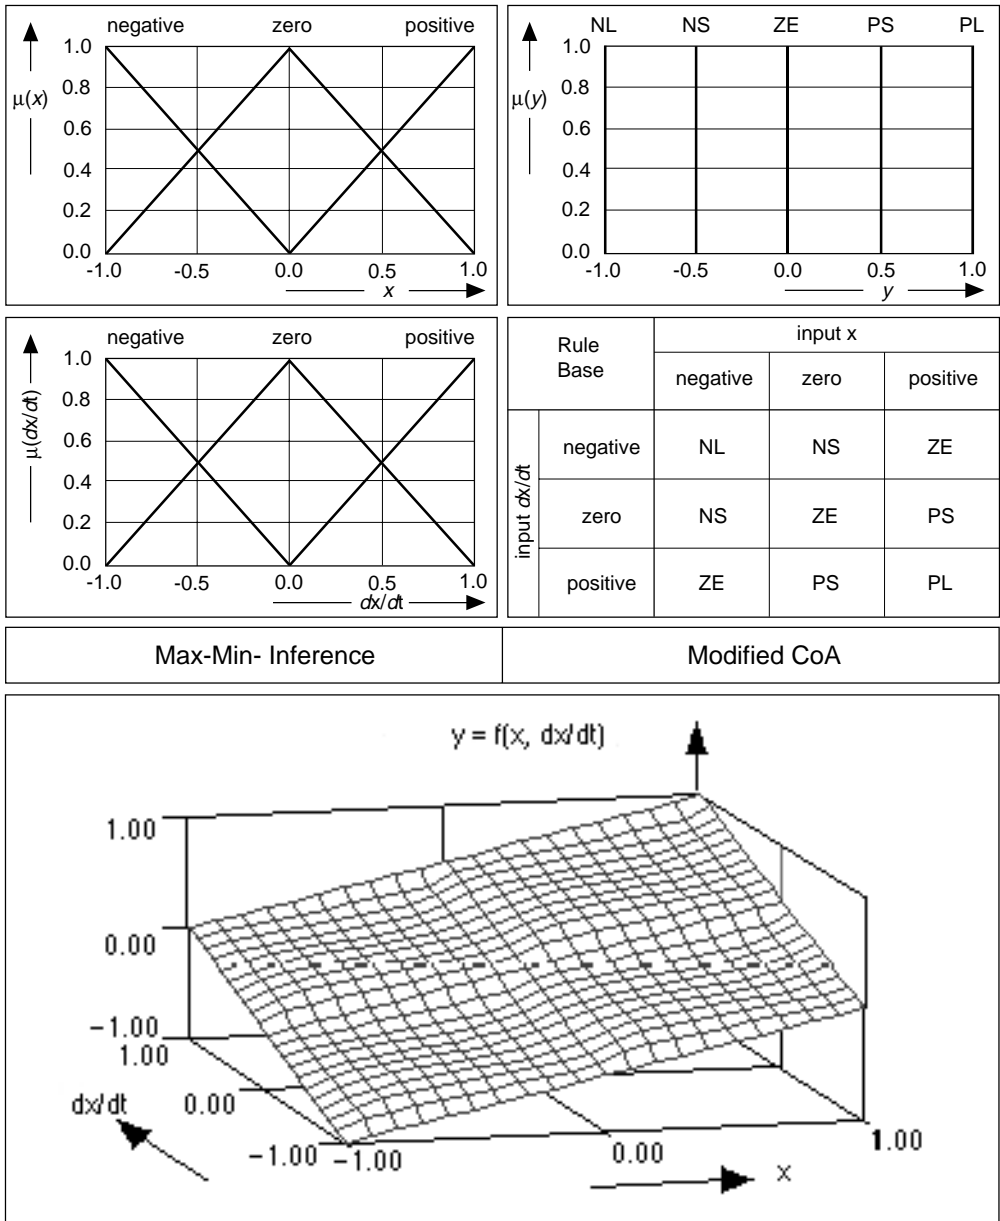 negative zero positive
1.0
0.8
μ(x)
0.6
0.4
0.2
0.0
-1.0 -0.5 0.0 0.5 1.0
x
NL NS ZE PS PL
1.0
0.8
μ(y)
0.6
0.4
0.2
0.0
-1.0 -0.5 0.0 0.5 1.0
y
negative zero positive
1.0
0.8
μ(dx/dt)
0.6
0.4
0.2
0.0
-1.0 -0.5 0.0 0.5 1.0
dx/dt
Rule
Base
input x
negative zero positive
input dx/dt
negative NL NS ZE
zero NS ZE PS
positive ZE PS PL
Max-Min- Inference
Modified CoA
y = f(x, dx/dt)
1.00
0.00
−1.00
1.00
dx/dt
0.00
−1.00
−1.00
0.00
1.00
x